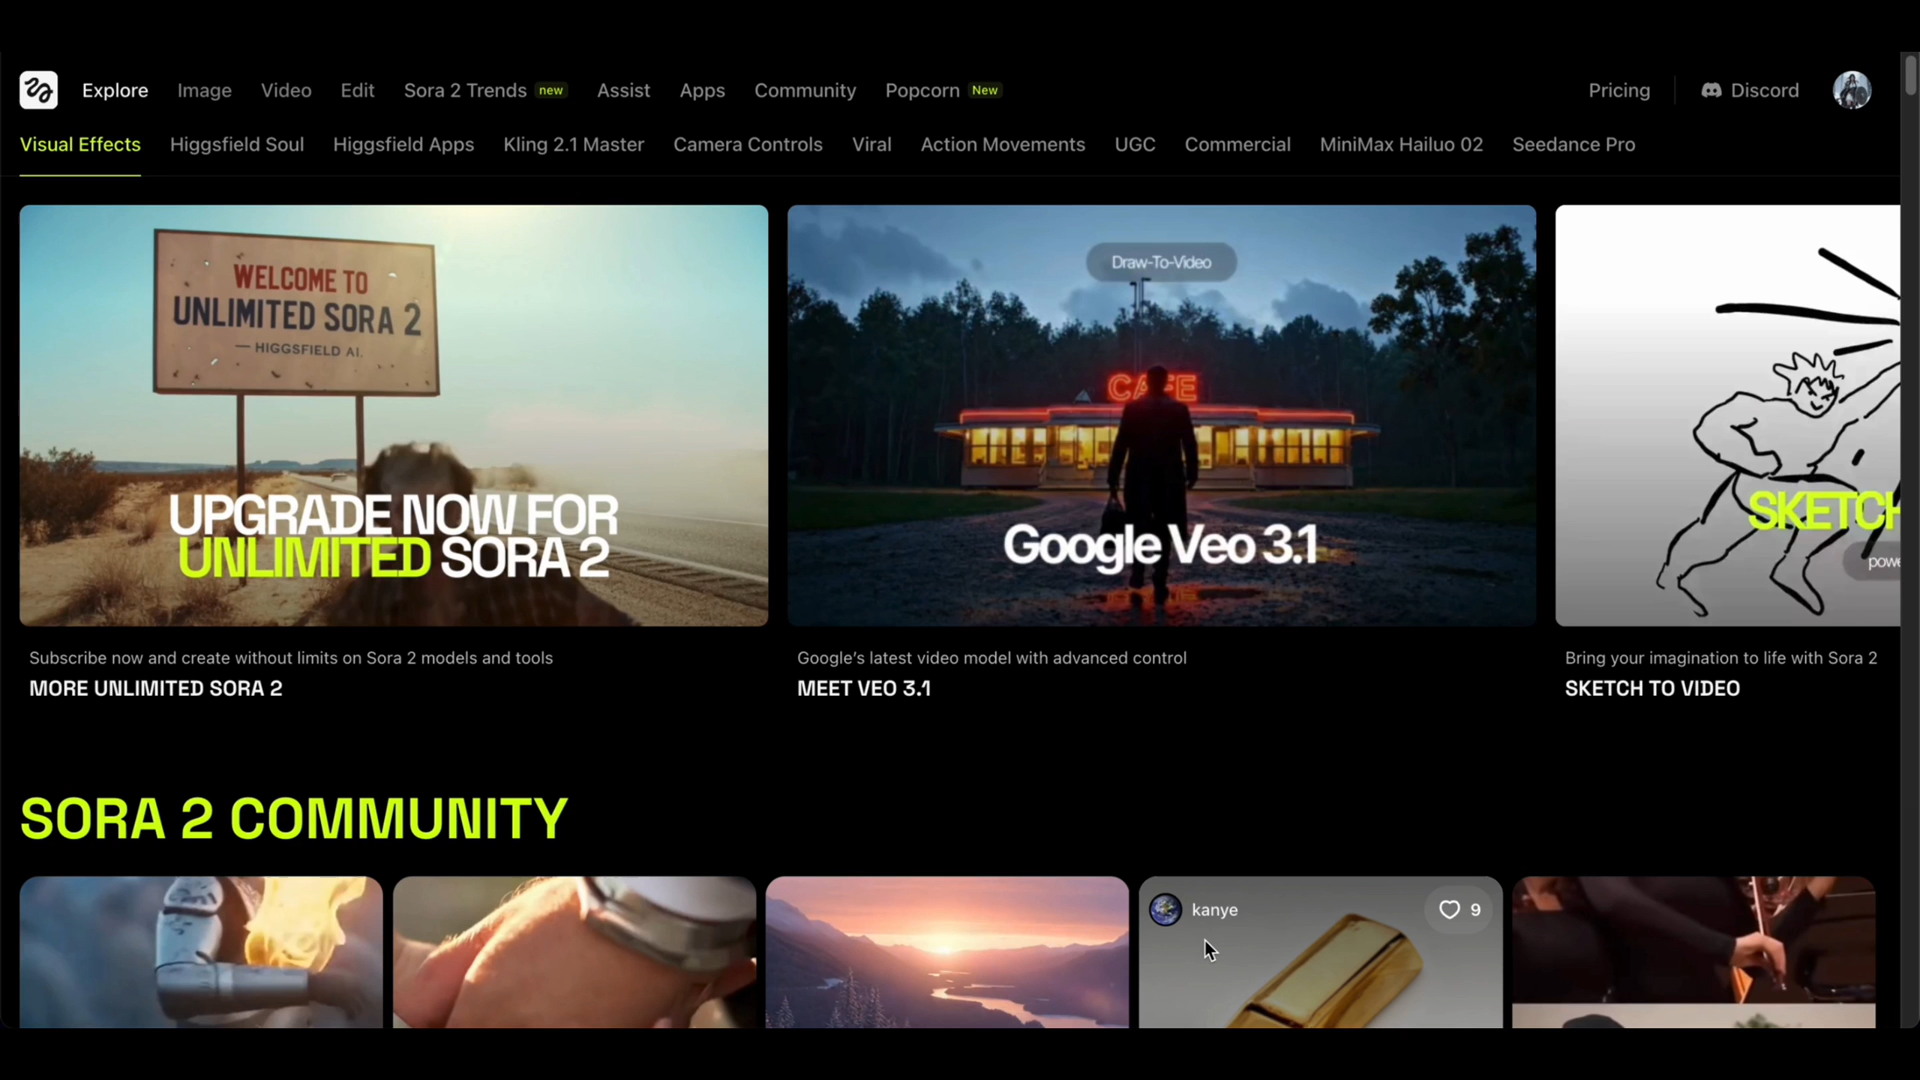 Explore Image Video Edit Sora 2 Trends new Assist Apps Community Popcorn New Pricing Discord
Visual Effects Higgsfield Soul Higgsfield Apps Kling 2.1 Master Camera Controls Viral Action Movements UGC Commercial MiniMax Hailuo 02 Seedance Pro
WELCOME TO
UNLIMITED SORA 2
— HIGGSFIELD AI.
UPGRADE NOW FOR
UNLIMITED SORA 2
Draw-To-Video
CAFE
Google Veo 3.1
SKETCH
powe
Subscribe now and create without limits on Sora 2 models and tools
MORE UNLIMITED SORA 2
Google's latest video model with advanced control
MEET VEO 3.1
Bring your imagination to life with Sora 2
SKETCH TO VIDEO
SORA 2 COMMUNITY
kanye 9